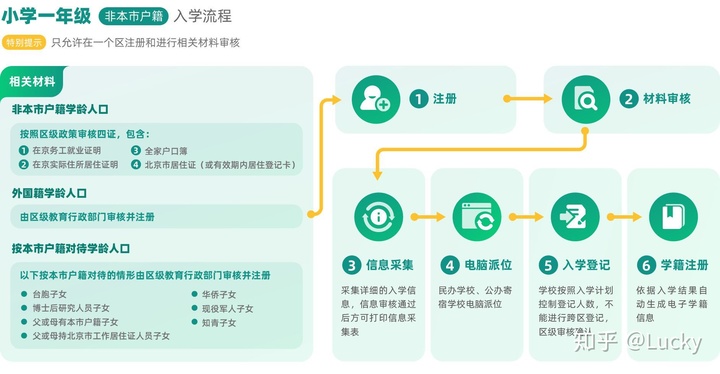 小学一年级 非本市户籍 入学流程
特别提示 只允许在一个区注册和进行相关材料审核
相关材料
非本市户籍学龄人口
按照区级政策审核四证，包含：
1 在京务工就业证明 3 全家户口簿
2 在京实际住所居住证明 4 北京市居住证（或有效期内居住登记卡）
外国籍学龄人口
由区级教育行政部门审核并注册
按本市户籍对待学龄人口
以下按本市户籍对待的情形由区级教育行政部门审核并注册
台胞子女 华侨子女
博士后研究人员子女 现役军人子女
父或母有本市户籍子女 知青子女
父或母持北京市工作居住证人员子女
1 注册
2 材料审核
3 信息采集
采集详细的入学信
息，信息审核通过
后方可打印信息采
集表
4 电脑派位
民办学校、公办寄
宿学校电脑派位
5 入学登记
学校按照入学计划
控制登记人数，不
能进行跨区登记，
区级审核确认
6 学籍注册
依据入学结果自
动生成电子学籍
信息
知乎 @Lucky